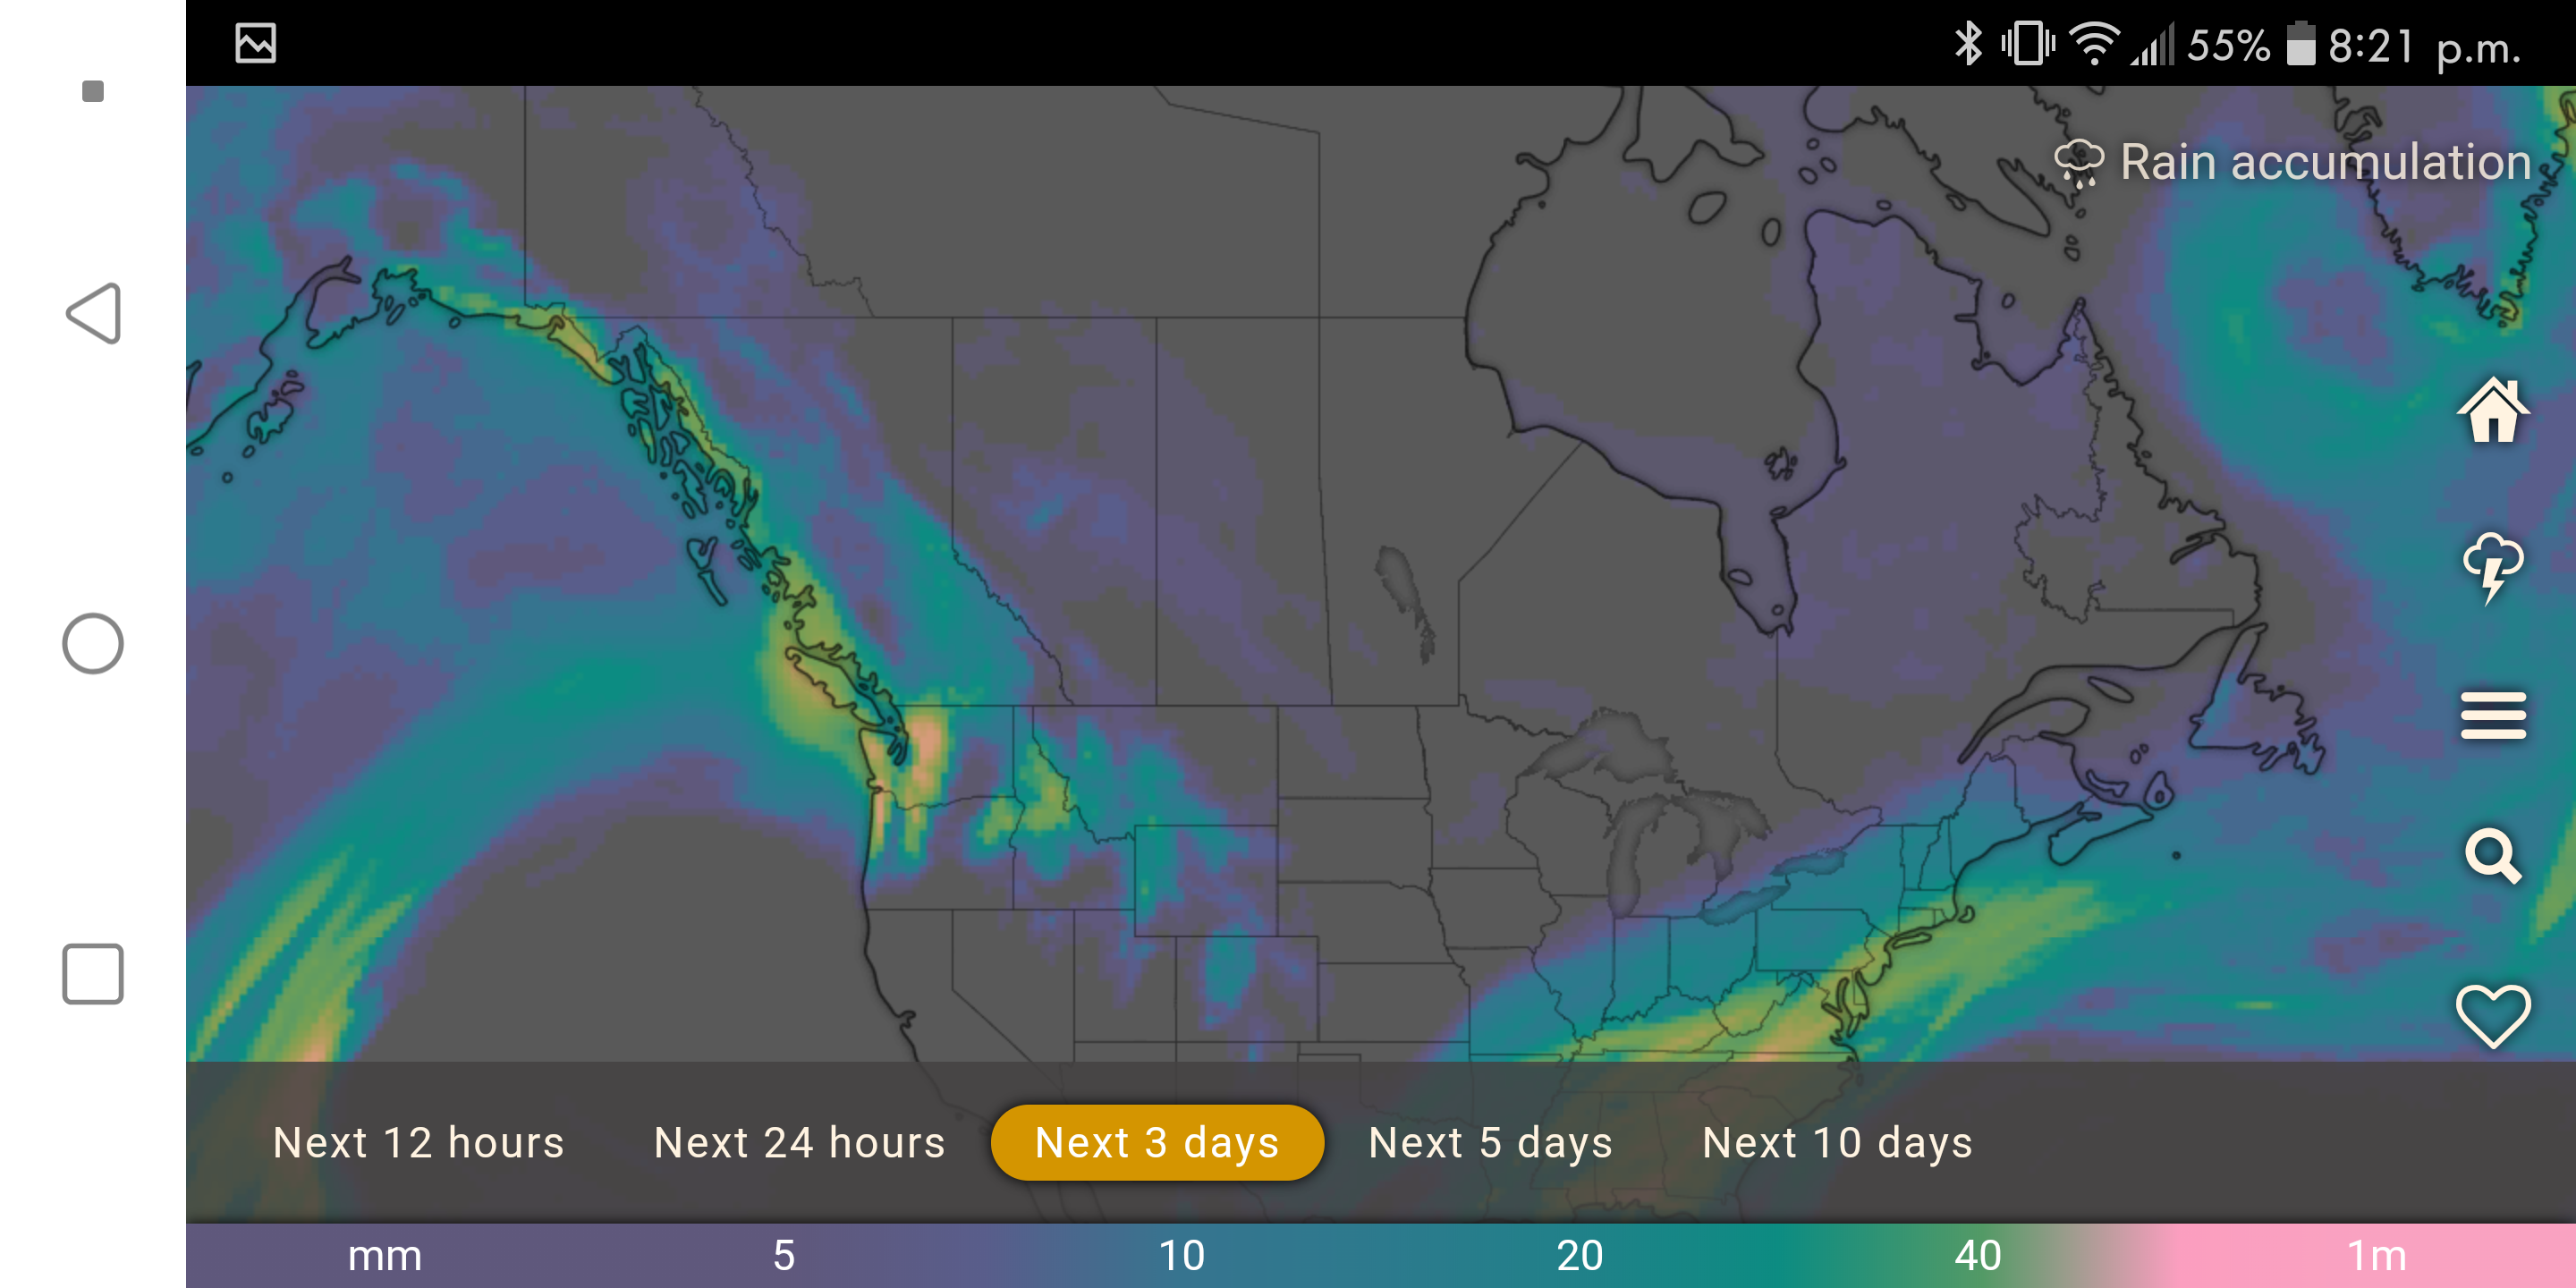 55% 8:21 p.m.
Rain accumulation
Next 12 hours Next 24 hours Next 3 days Next 5 days Next 10 days
mm 5 10 20 40 1m